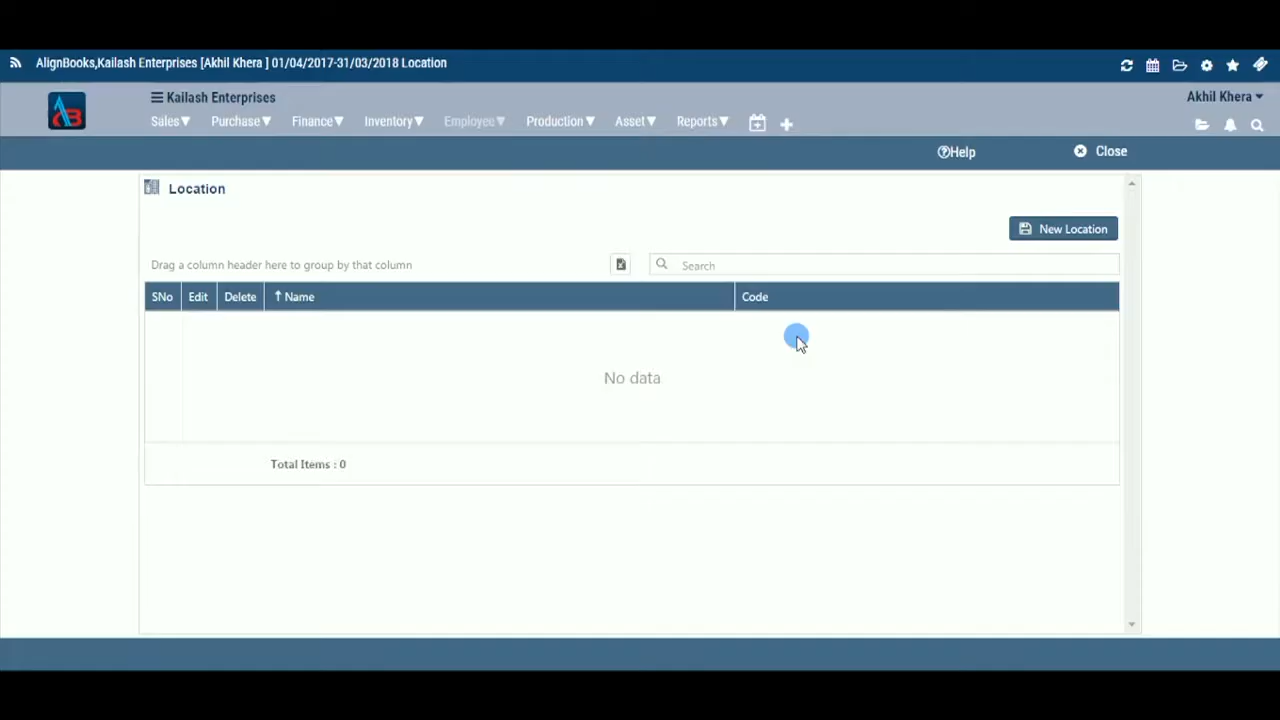 AlignBooks,Kailash Enterprises [Akhil Khera ] 01/04/2017-31/03/2018 Location
Kailash Enterprises
Akhil Khera
Sales Purchase Finance Inventory Employee Production Asset Reports
Help Close
Location
New Location
Drag a column header here to group by that column
Search
SNo Edit Delete Name Code
No data
Total Items : 0